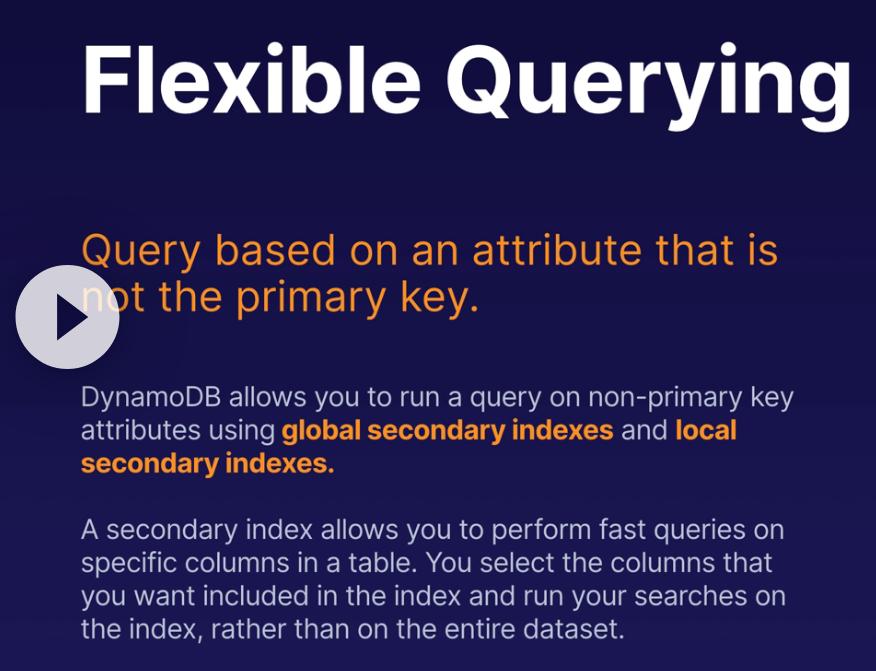 Flexible Querying
Query based on an attribute that is
not the primary key.
DynamoDB allows you to run a query on non-primary key
attributes using global secondary indexes and local
secondary indexes.
A secondary index allows you to perform fast queries on
specific columns in a table. You select the columns that
you want included in the index and run your searches on
the index, rather than on the entire dataset.